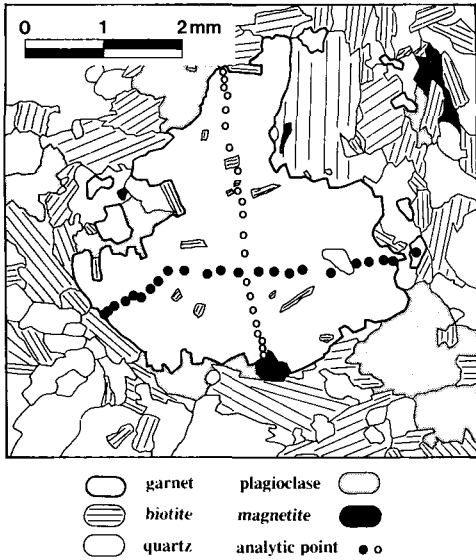 0 1 2 mm
garnet plagioclase
biotite magnetite
quartz analytic point